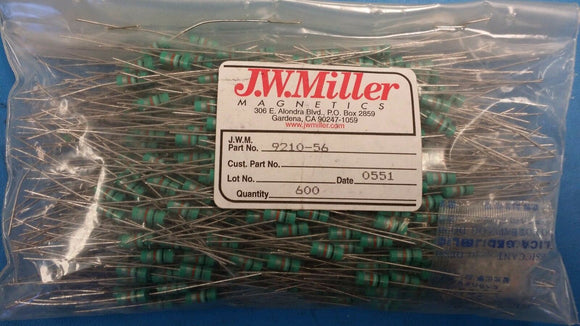 J.W.Miller
MAGNETICS
306 E. Alondra Blvd., P.O. Box 2859
Gardena, CA 90247-1059
www.jwmiller.com
J.W.M.
Part No. 9210-56
Cust. Part No.
Lot No. Date 0551
Quantity 600